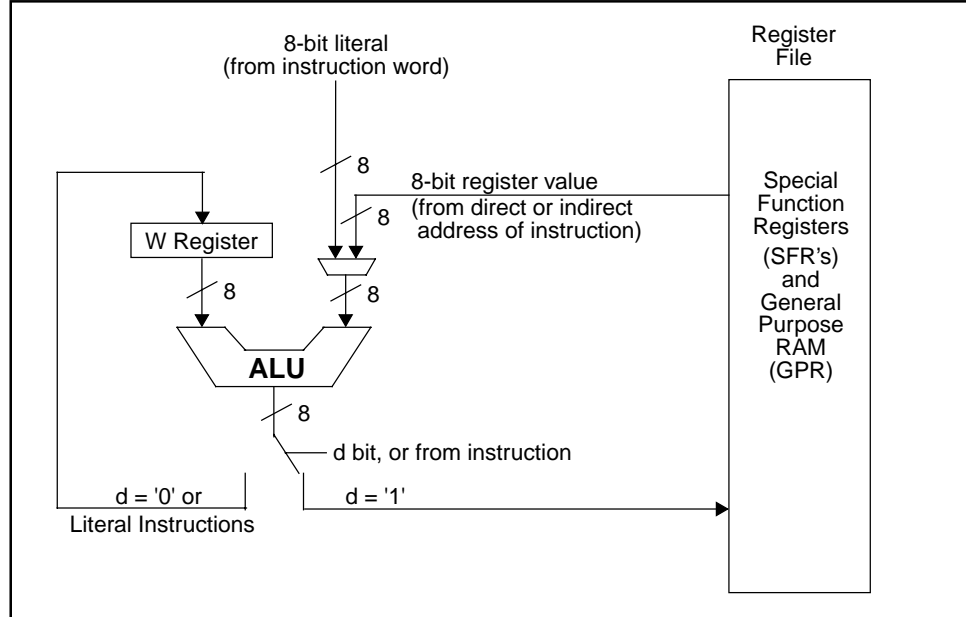 8-bit literal
(from instruction word)
Register
File
8
8-bit register value
(from direct or indirect
address of instruction)
8
Special
Function
Registers
(SFR's)
and
General
Purpose
RAM
(GPR)
W Register
8
8
ALU
8
d bit, or from instruction
d = '0' or
Literal Instructions
d = '1'